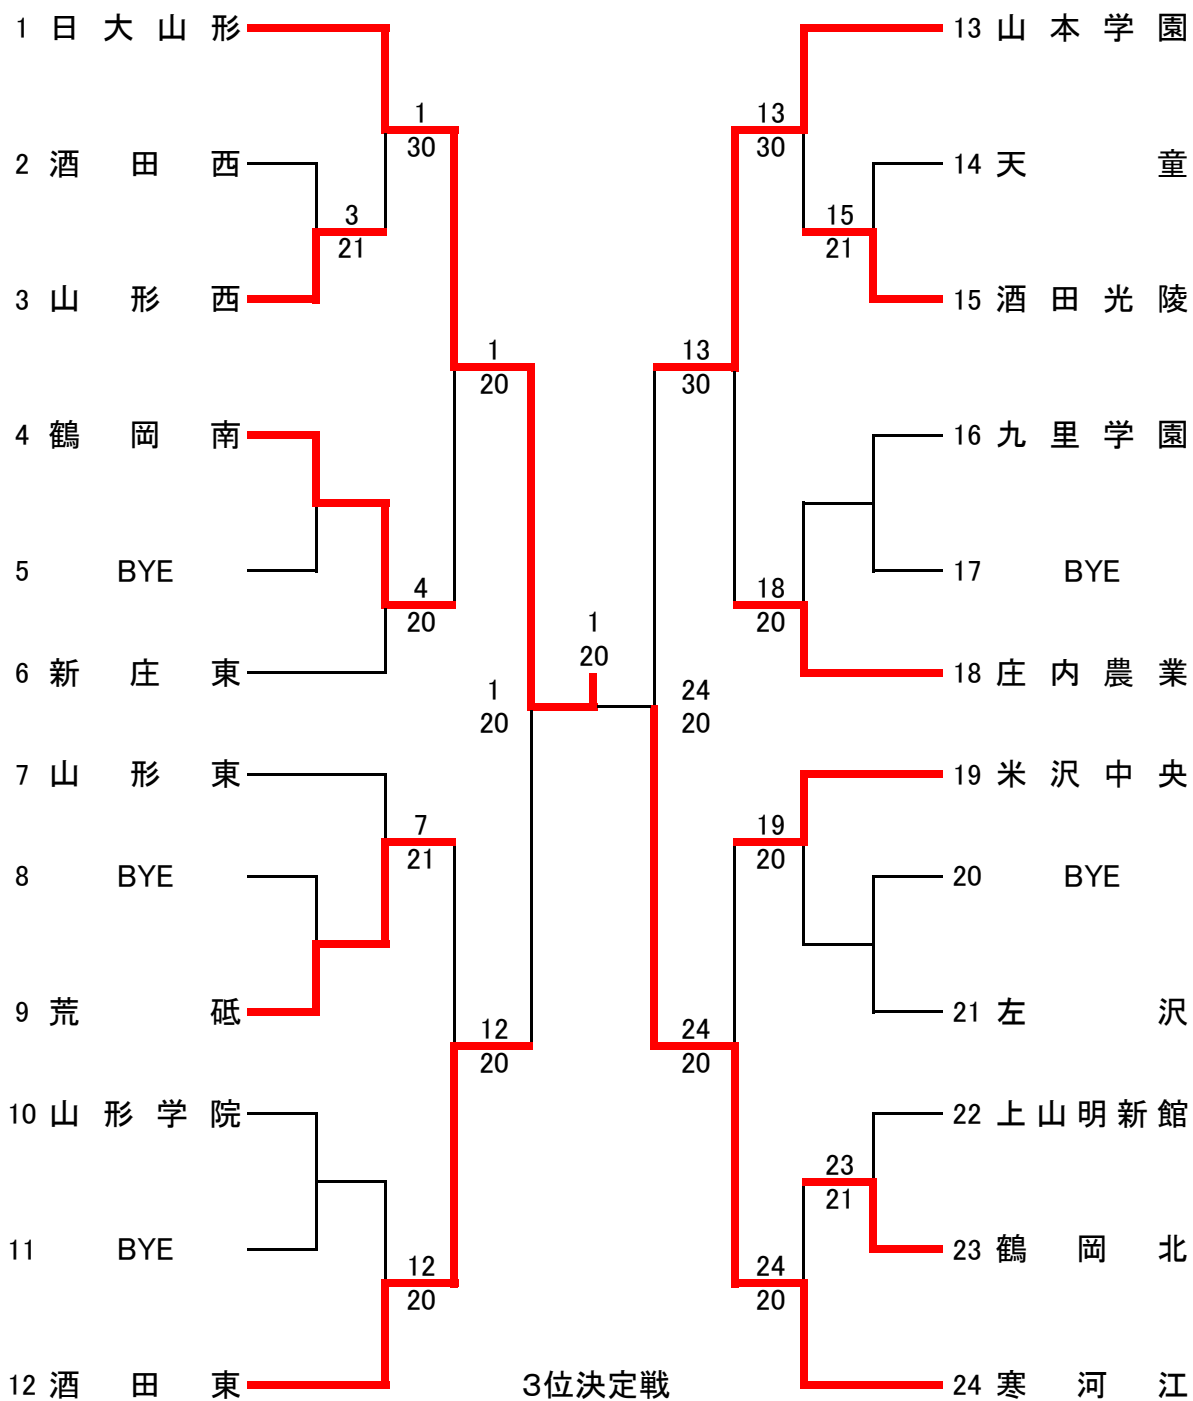 1 日大山形
1
30
2 酒田西
3
21
3 山形西
1
20
4 鶴岡南
5 BYE
4
20
6 新庄東
1
20
7 山形東
7
21
8 BYE
9 荒砥
12
20
10 山形学院
11 BYE
12
20
12 酒田東
1
20
3位決定戦
13 山本学園
13
30
14 天童
15
21
15 酒田光陵
13
30
16 九里学園
17 BYE
18
20
18 庄内農業
24
20
19 米沢中央
19
20
20 BYE
21 左沢
24
20
22 上山明新館
23
21
23 鶴岡北
24
20
24 寒河江